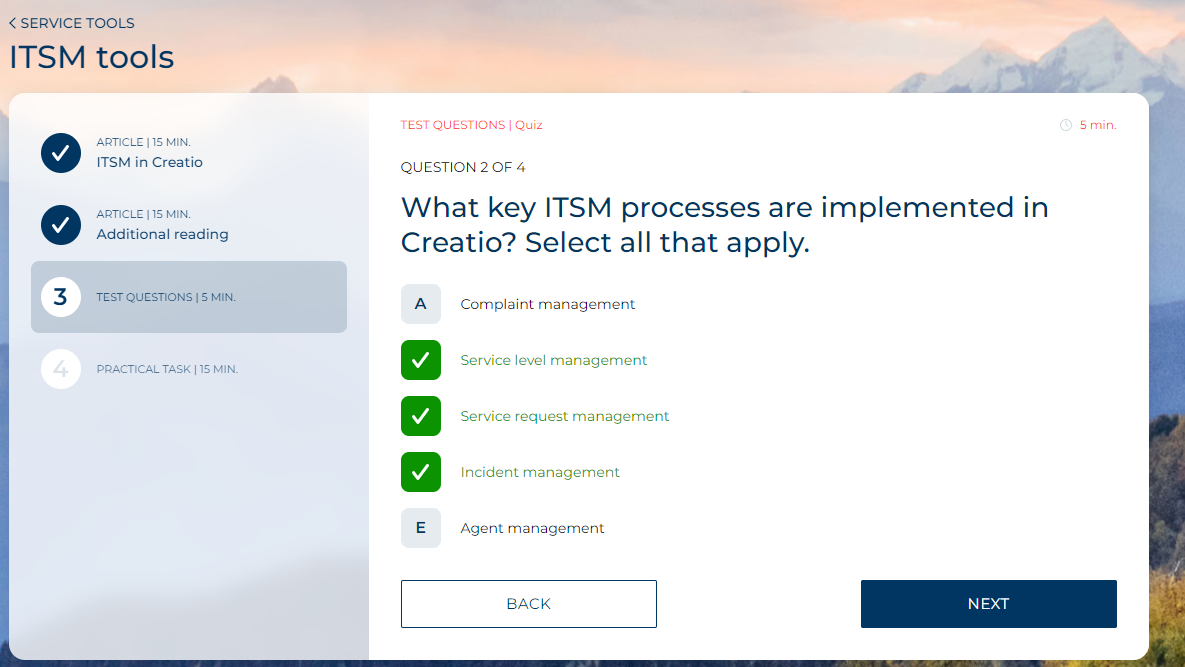 SERVICE TOOLS
ITSM tools
ARTICLE | 15 MIN.
ITSM in Creatio
ARTICLE | 15 MIN.
Additional reading
3
TEST QUESTIONS | 5 MIN.
4
PRACTICAL TASK | 15 MIN.
TEST QUESTIONS | Quiz
5 min.
QUESTION 2 OF 4
What key ITSM processes are implemented in
Creatio? Select all that apply.
A
Complaint management
Service level management
Service request management
Incident management
E
Agent management
BACK
NEXT